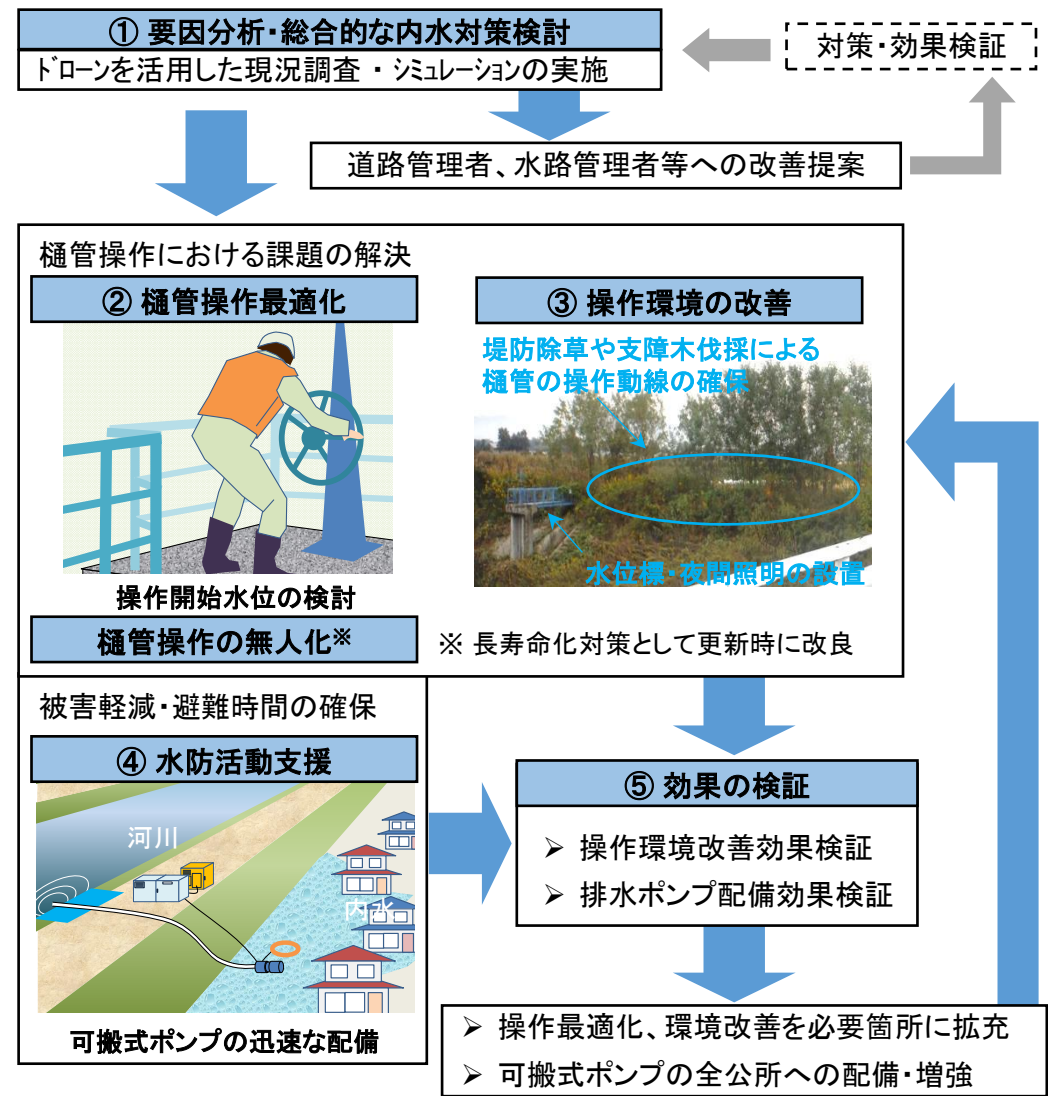 ① 要因分析・総合的な内水対策検討
ドローンを活用した現況調査 ・ シミュレーションの実施
対策・効果検証
道路管理者、水路管理者等への改善提案
樋管操作における課題の解決
② 樋管操作最適化
操作開始水位の検討
樋管操作の無人化※
③ 操作環境の改善
堤防除草や支障木伐採による
樋管の操作動線の確保
水位標・夜間照明の設置
※ 長寿命化対策として更新時に改良
被害軽減・避難時間の確保
④ 水防活動支援
河川
内水
可搬式ポンプの迅速な配備
⑤ 効果の検証
➢ 操作環境改善効果検証
➢ 排水ポンプ配備効果検証
➢ 操作最適化、環境改善を必要箇所に拡充
➢ 可搬式ポンプの全公所への配備・増強